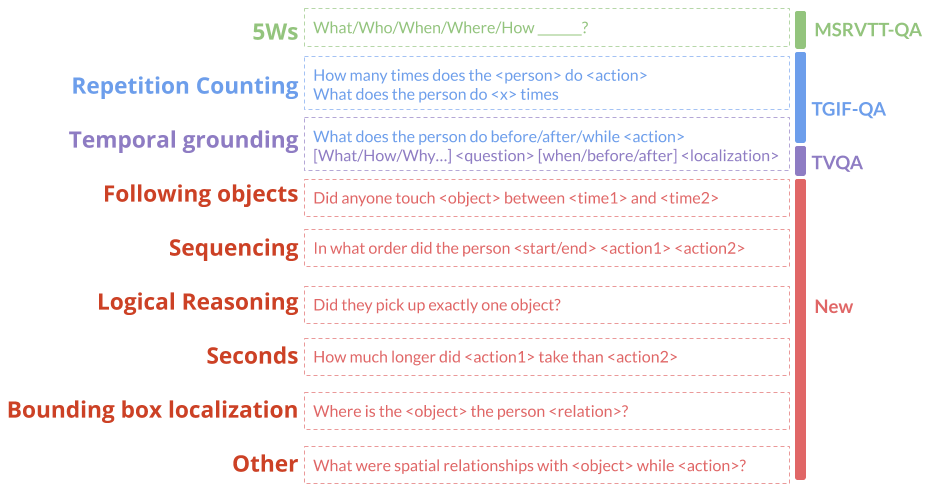 5Ws
What/Who/When/Where/How ______?
MSRVTT-QA
Repetition Counting
How many times does the <person> do <action>
What does the person do <x> times
TGIF-QA
Temporal grounding
What does the person do before/after/while <action>
[What/How/Why...] <question> [when/before/after] <localization>
TVQA
Following objects
Did anyone touch <object> between <time1> and <time2>
Sequencing
In what order did the person <start/end> <action1> <action2>
Logical Reasoning
Did they pick up exactly one object?
New
Seconds
How much longer did <action1> take than <action2>
Bounding box localization
Where is the <object> the person <relation>?
Other
What were spatial relationships with <object> while <action>?